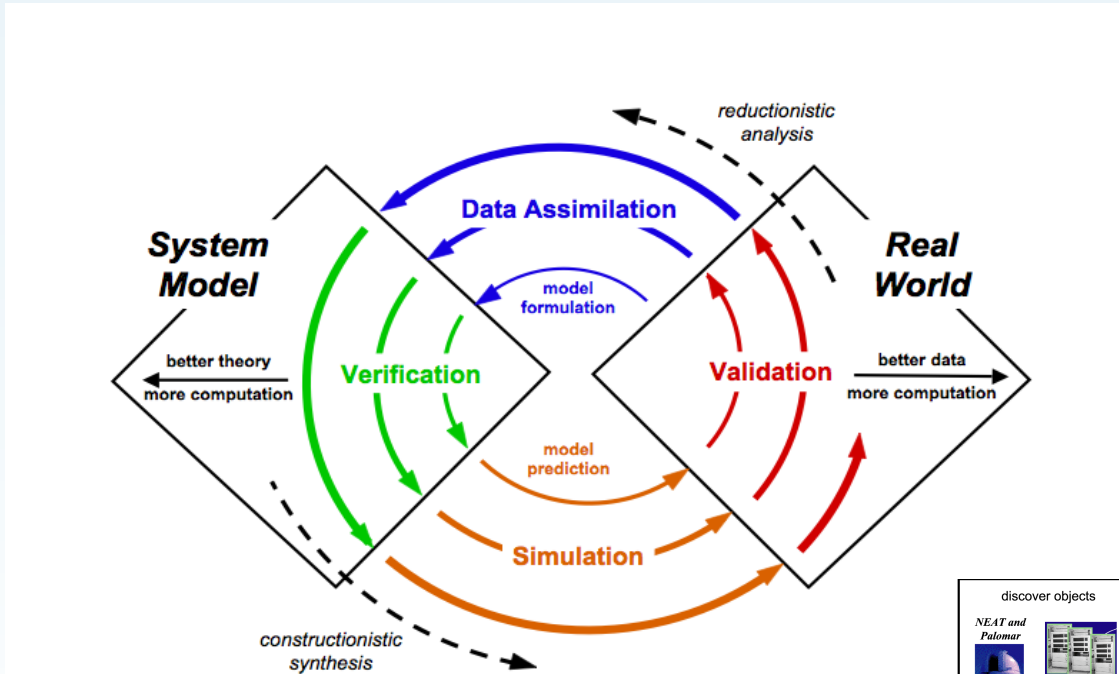 reductionistic
analysis
Data Assimilation
System
Model
Real
World
model
formulation
better theory
more computation
Verification
Validation
better data
more computation
model
prediction
Simulation
constructionistic
synthesis
discover objects
NEAT and
Palomar